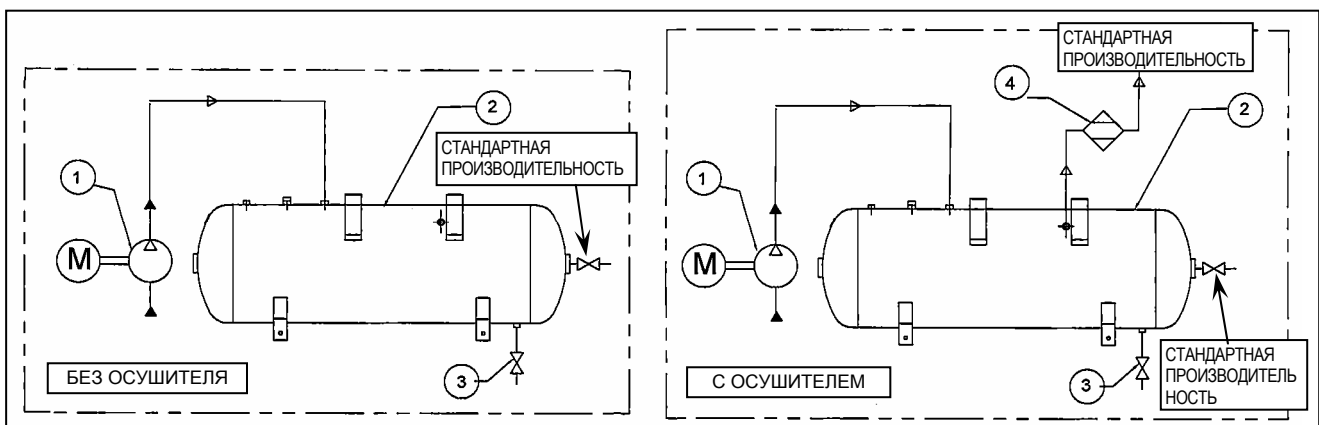 2
СТАНДАРТНАЯ
ПРОИЗВОДИТЕЛЬНОСТЬ
1
M
3
БЕЗ ОСУШИТЕЛЯ
СТАНДАРТНАЯ
ПРОИЗВОДИТЕЛЬНОСТЬ
4
2
1
M
3
СТАНДАРТНАЯ
ПРОИЗВОДИТЕЛЬ
НОСТЬ
С ОСУШИТЕЛЕМ